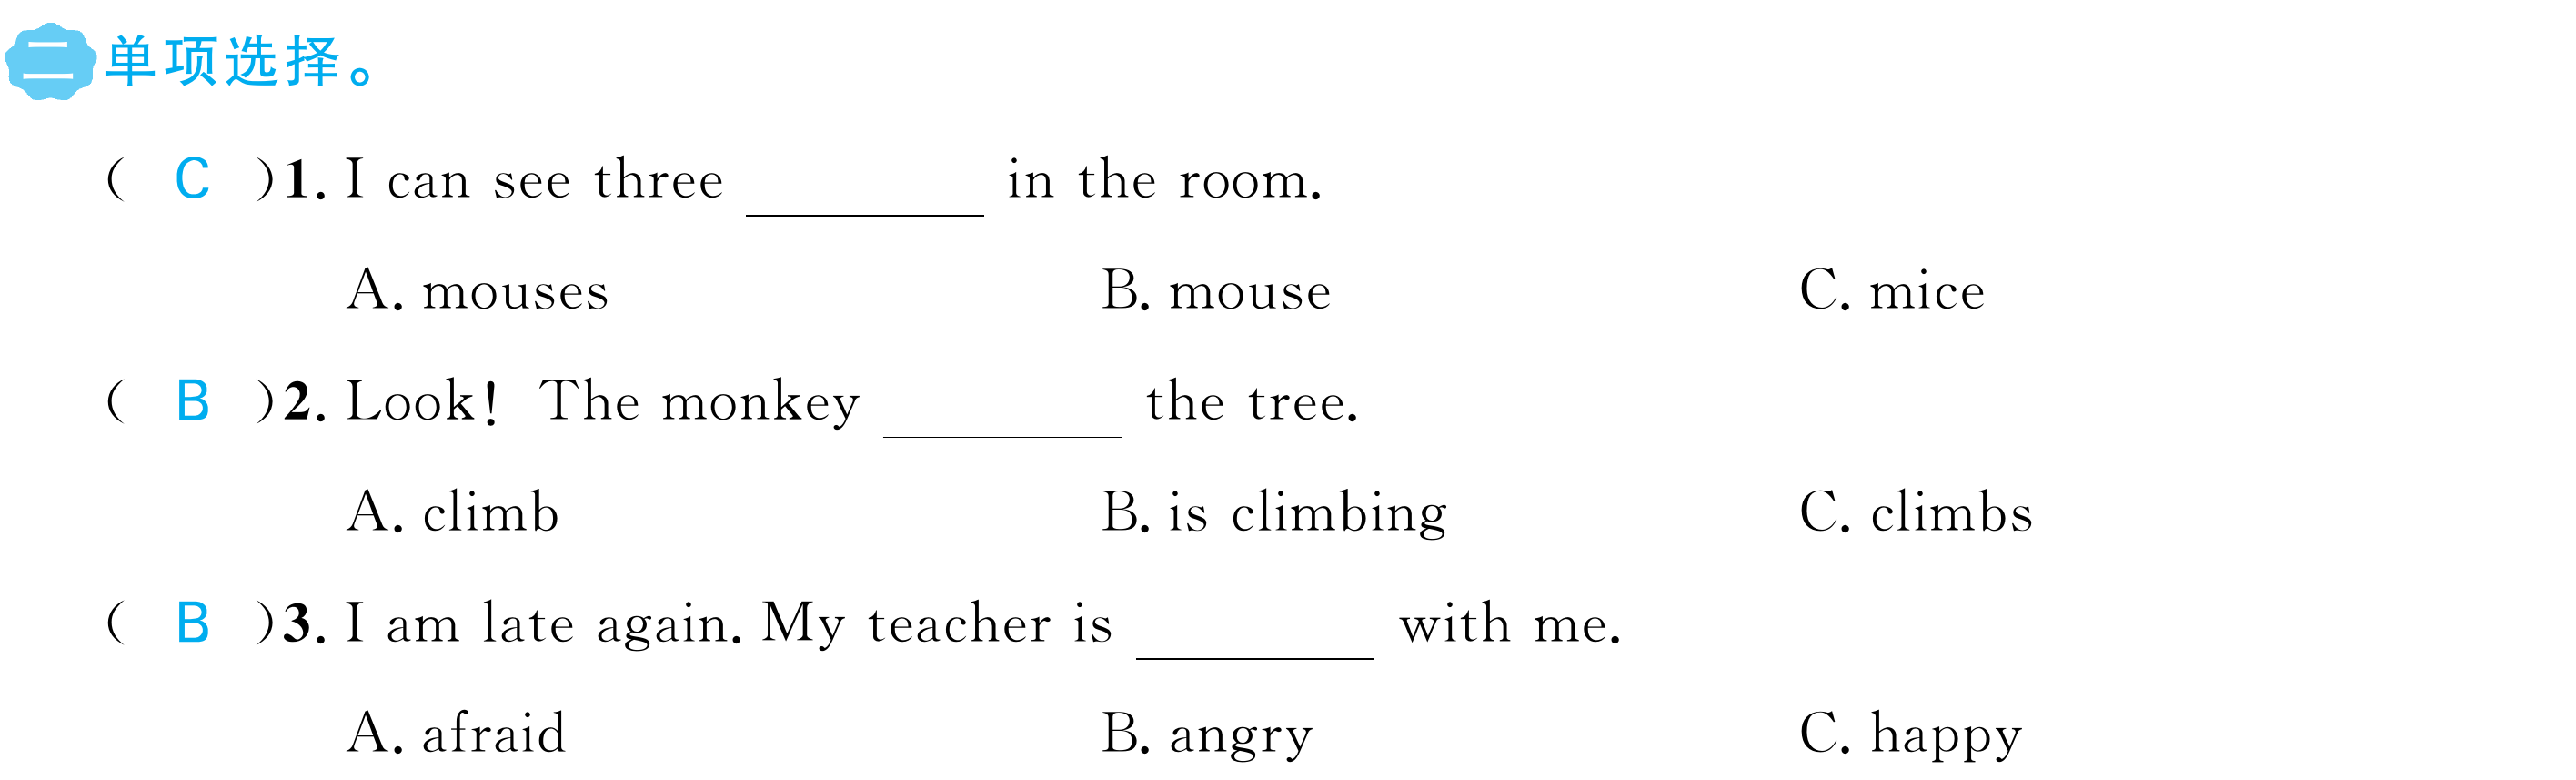 二 单项选择。
( C )1. I can see three ________ in the room.
A. mouses B. mouse C. mice
( B )2. Look! The monkey ________ the tree.
A. climb B. is climbing C. climbs
( B )3. I am late again. My teacher is ________ with me.
A. afraid B. angry C. happy